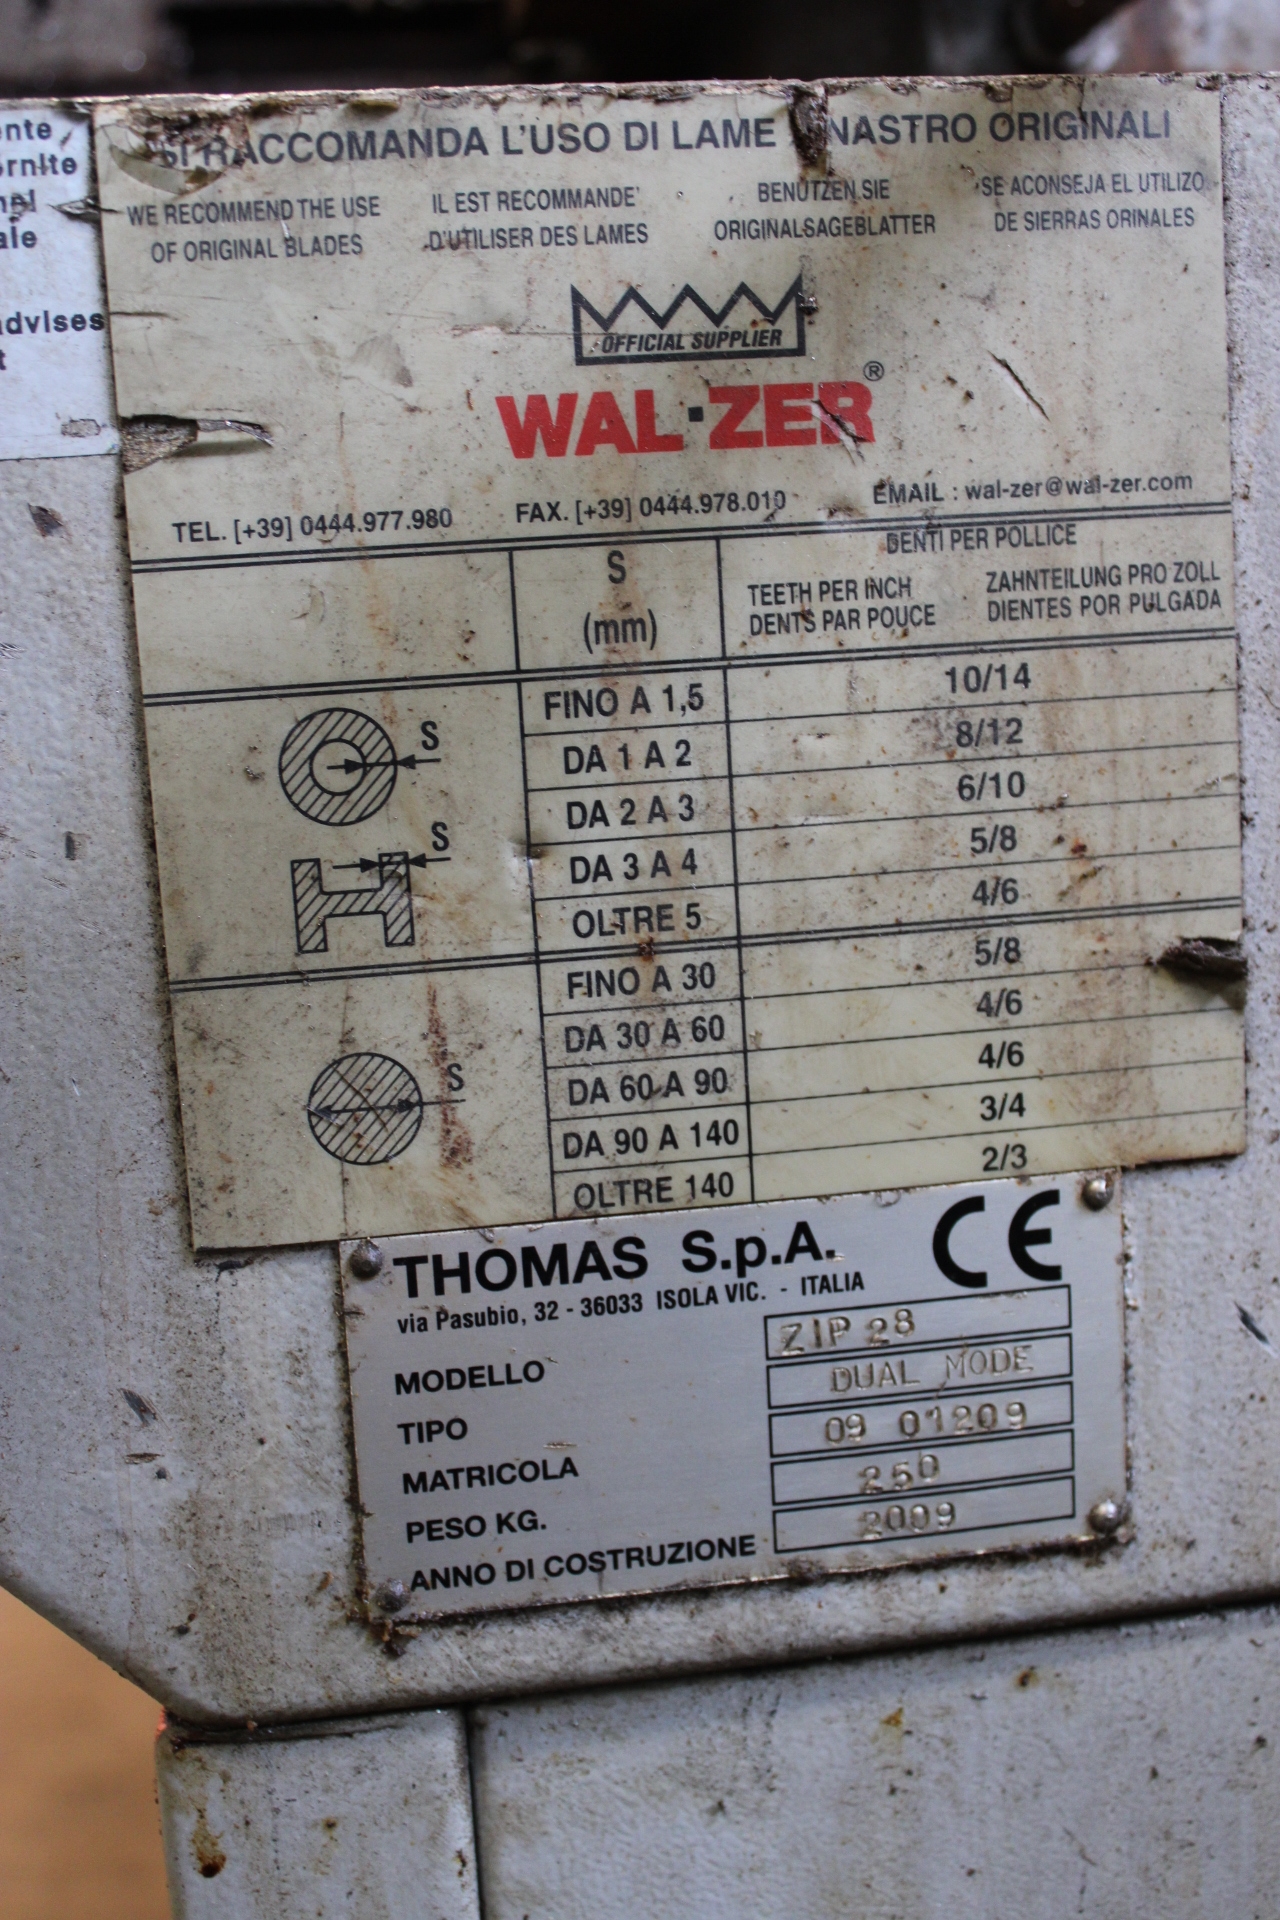 ente
ornite
ale
advises
t
SI RACCOMANDA L'USO DI LAME NASTRO ORIGINALI
WE RECOMMEND THE USE
OF ORIGINAL BLADES
IL EST RECOMMANDE'
D'UTILISER DES LAMES
BENUTZEN SIE
ORIGINALSAGEBLATTER
SE ACONSEJA EL UTILIZO
DE SIERRAS ORINALES
OFFICIAL SUPPLIER
WAL·ZER®
TEL. [+39] 0444.977.980 FAX. [+39] 0444.978.010 EMAIL : wal-zer@wal-zer.com
S
(mm)
DENTI PER POLLICE
TEETH PER INCH ZAHNTEILUNG PRO ZOLL
DENTS PAR POUCE DIENTES POR PULGADA
S
S
FINO A 1,5 10/14
DA 1 A 2 8/12
DA 2 A 3 6/10
DA 3 A 4 5/8
OLTRE 5 4/6
S
FINO A 30 5/8
DA 30 A 60 4/6
DA 60 A 90 4/6
DA 90 A 140 3/4
OLTRE 140 2/3
THOMAS S.p.A. CE
via Pasubio, 32 - 36033 ISOLA VIC. - ITALIA
MODELLO ZIP 28
TIPO DUAL MODE
MATRICOLA 09 01209
PESO KG. 250
ANNO DI COSTRUZIONE 2009